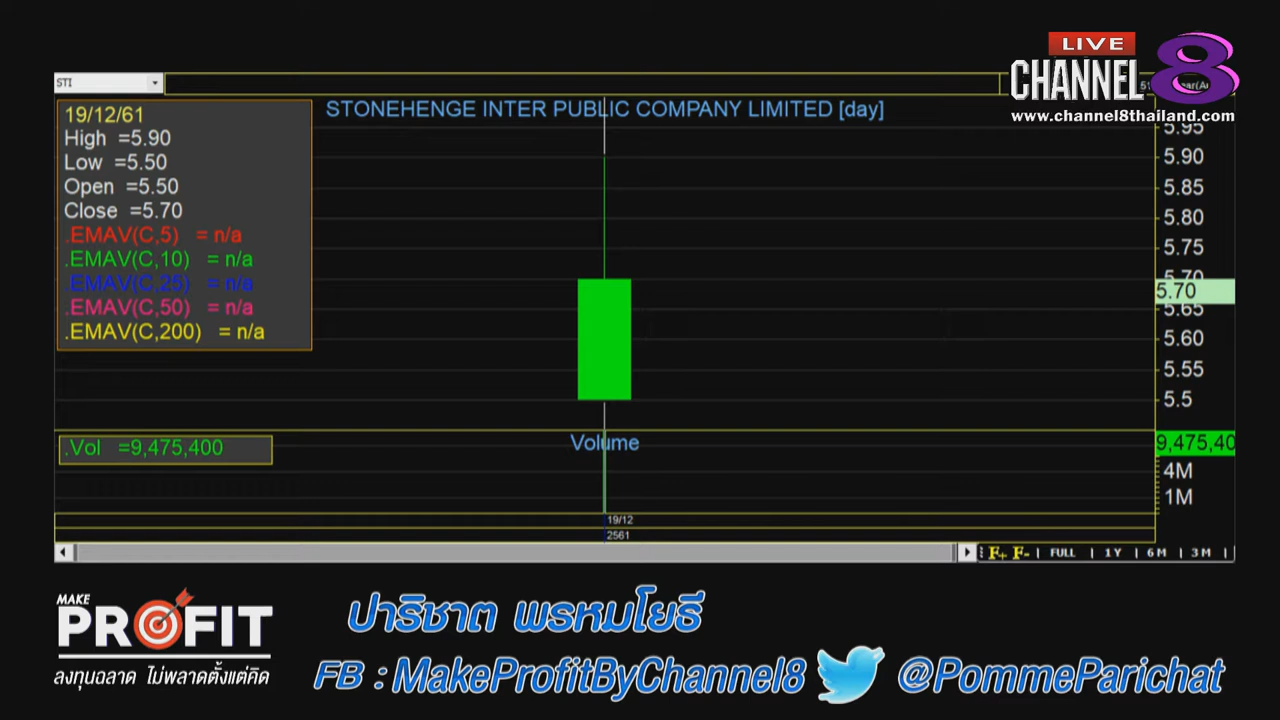 LIVE
CHANNEL 8
www.channel8thailand.com
STI
STONEHENGE INTER PUBLIC COMPANY LIMITED [day]
19/12/61
High =5.90
Low =5.50
Open =5.50
Close =5.70
.EMAV(C,5) = n/a
.EMAV(C,10) = n/a
.EMAV(C,25) = n/a
.EMAV(C,50) = n/a
.EMAV(C,200) = n/a
5.95
5.90
5.85
5.80
5.75
5.70
5.70
5.65
5.60
5.55
5.5
.Vol =9,475,400
Volume
9,475,40
4M
1M
19/12
2561
F+ F- | FULL | 1Y | 6M | 3M |
MAKE
PROFIT
ลงทุนฉลาด ไม่พลาดตั้งแต่คิด
ปาริชาต พรหมโยธี
FB : MakeProfitByChannel8 @PommeParichat